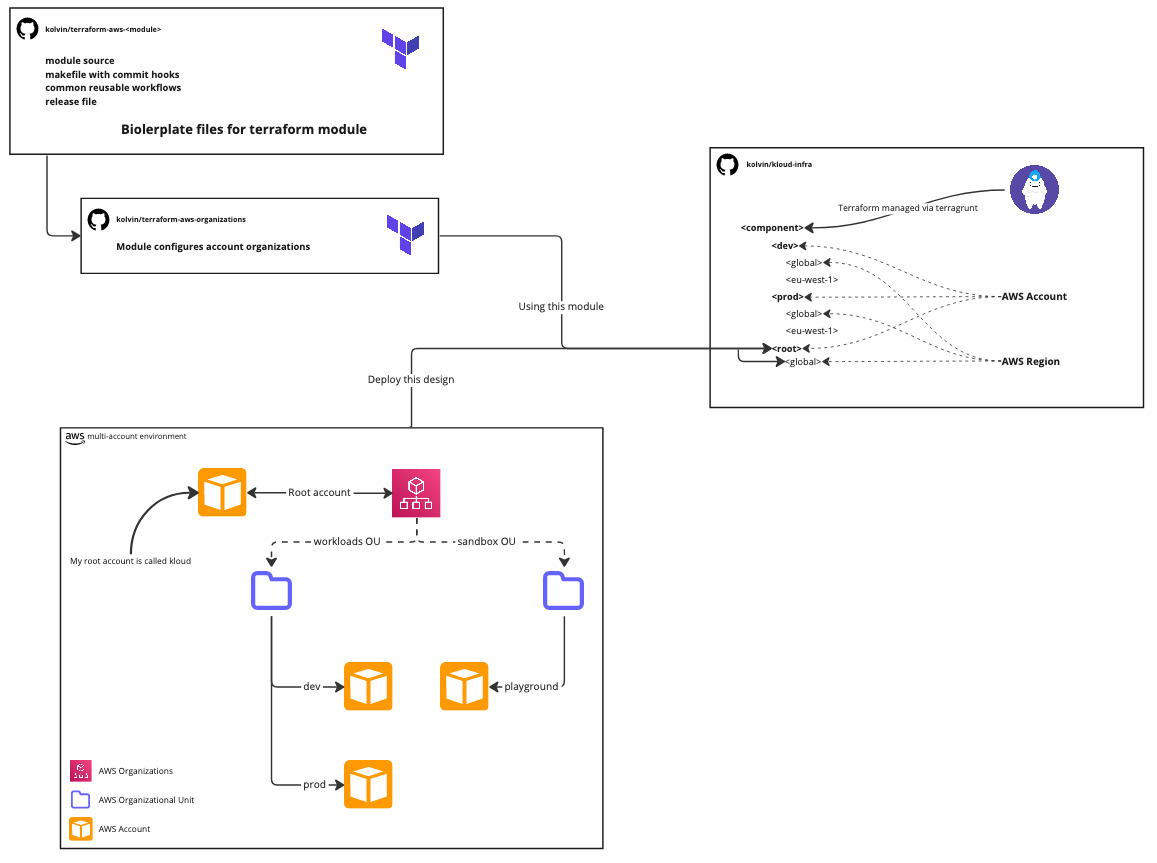 kolvin/terraform-aws-<module>
module source
makefile with commit hooks
common reusable workflows
release file
Biolerplate files for terraform module
kolvin/terraform-aws-organizations
Module configures account organizations
kolvin/kloud-infra
Terraform managed via terragrunt
<component>
<dev>
<global>
<eu-west-1>
<prod>
AWS Account
<global>
<eu-west-1>
<root>
<global>
AWS Region
Using this module
Deploy this design
aws multi-account environment
Root account
My root account is called kloud
workloads OU
sandbox OU
dev
playground
prod
AWS Organizations
AWS Organizational Unit
AWS Account